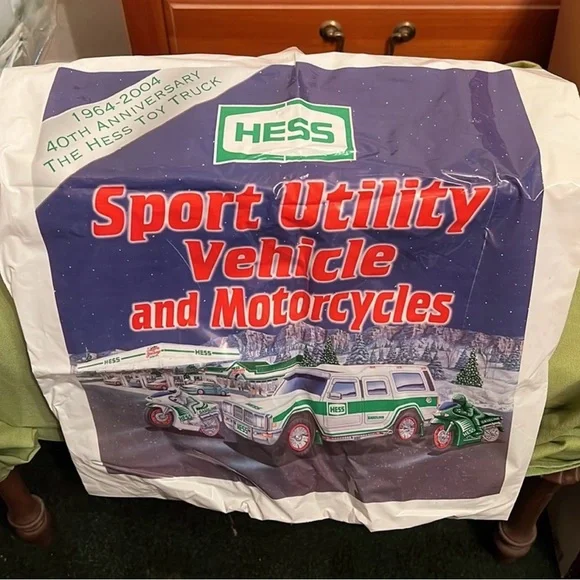 1964-2004
40TH ANNIVERSARY
THE HESS TOY TRUCK
HESS
Sport Utility
Vehicle
and Motorcycles
HESS
HESS
HESS